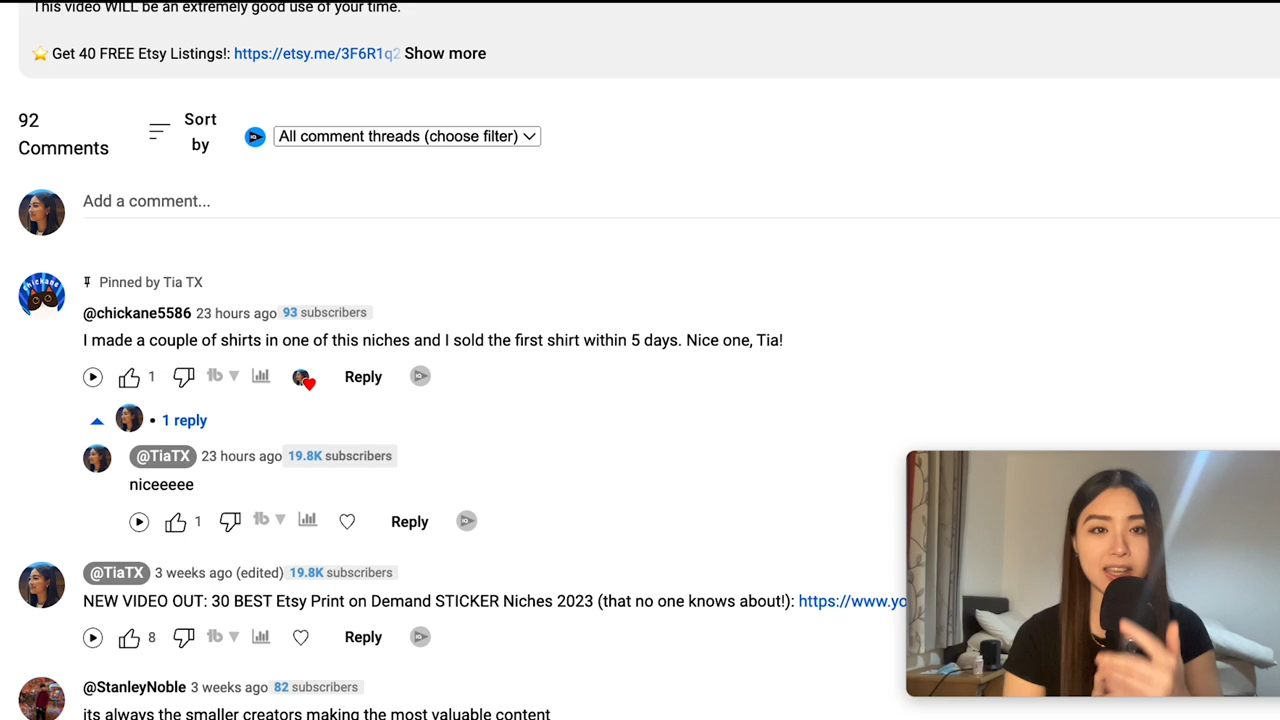 This video WILL be an extremely good use of your time.
⭐ Get 40 FREE Etsy Listings!: https://etsy.me/3F6R1q2 Show more
92 Comments
Sort by
All comment threads (choose filter)
Add a comment...
Pinned by Tia TX
@chickane5586 23 hours ago 93 subscribers
I made a couple of shirts in one of this niches and I sold the first shirt within 5 days. Nice one, Tia!
1 Reply
• 1 reply
@TiaTX 23 hours ago 19.8K subscribers
niceeeee
1 Reply
@TiaTX 3 weeks ago (edited) 19.8K subscribers
NEW VIDEO OUT: 30 BEST Etsy Print on Demand STICKER Niches 2023 (that no one knows about!): https://www.yo
8 Reply
@StanleyNoble 3 weeks ago 82 subscribers
its always the smaller creators making the most valuable content